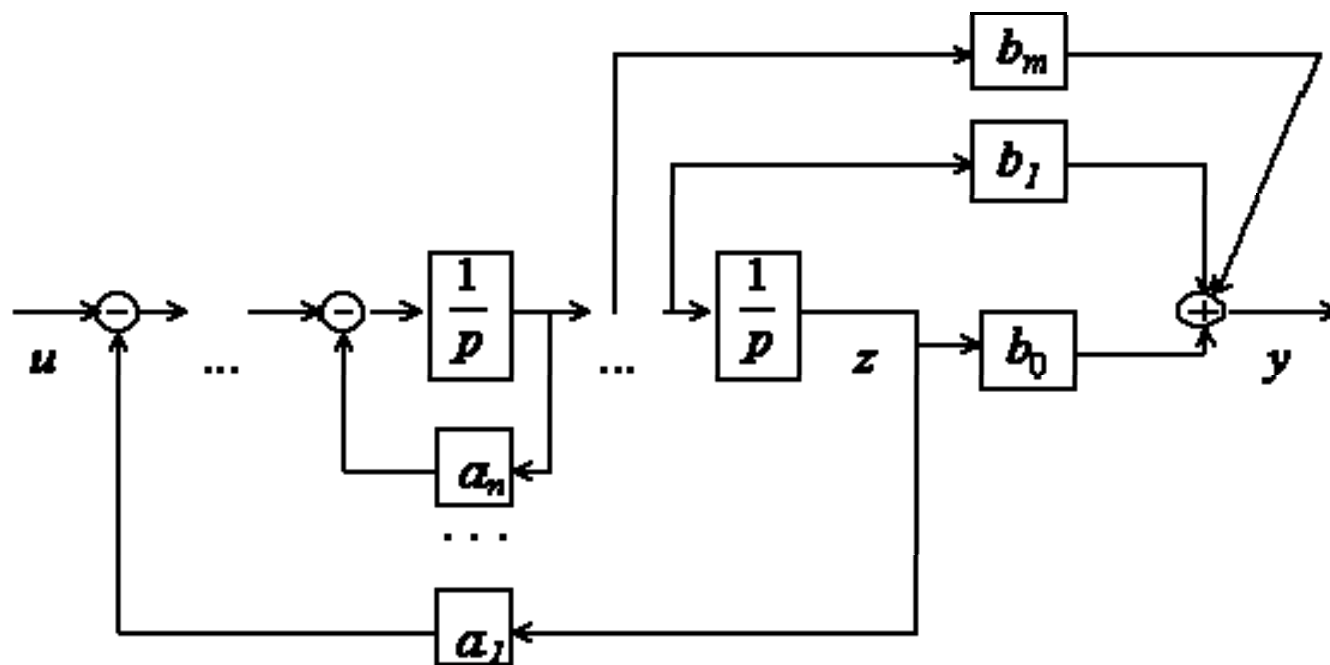 b_m
b_1
1 1
p p
- -
+
u ... ... z b_0 y
a_n
. . .
a_1